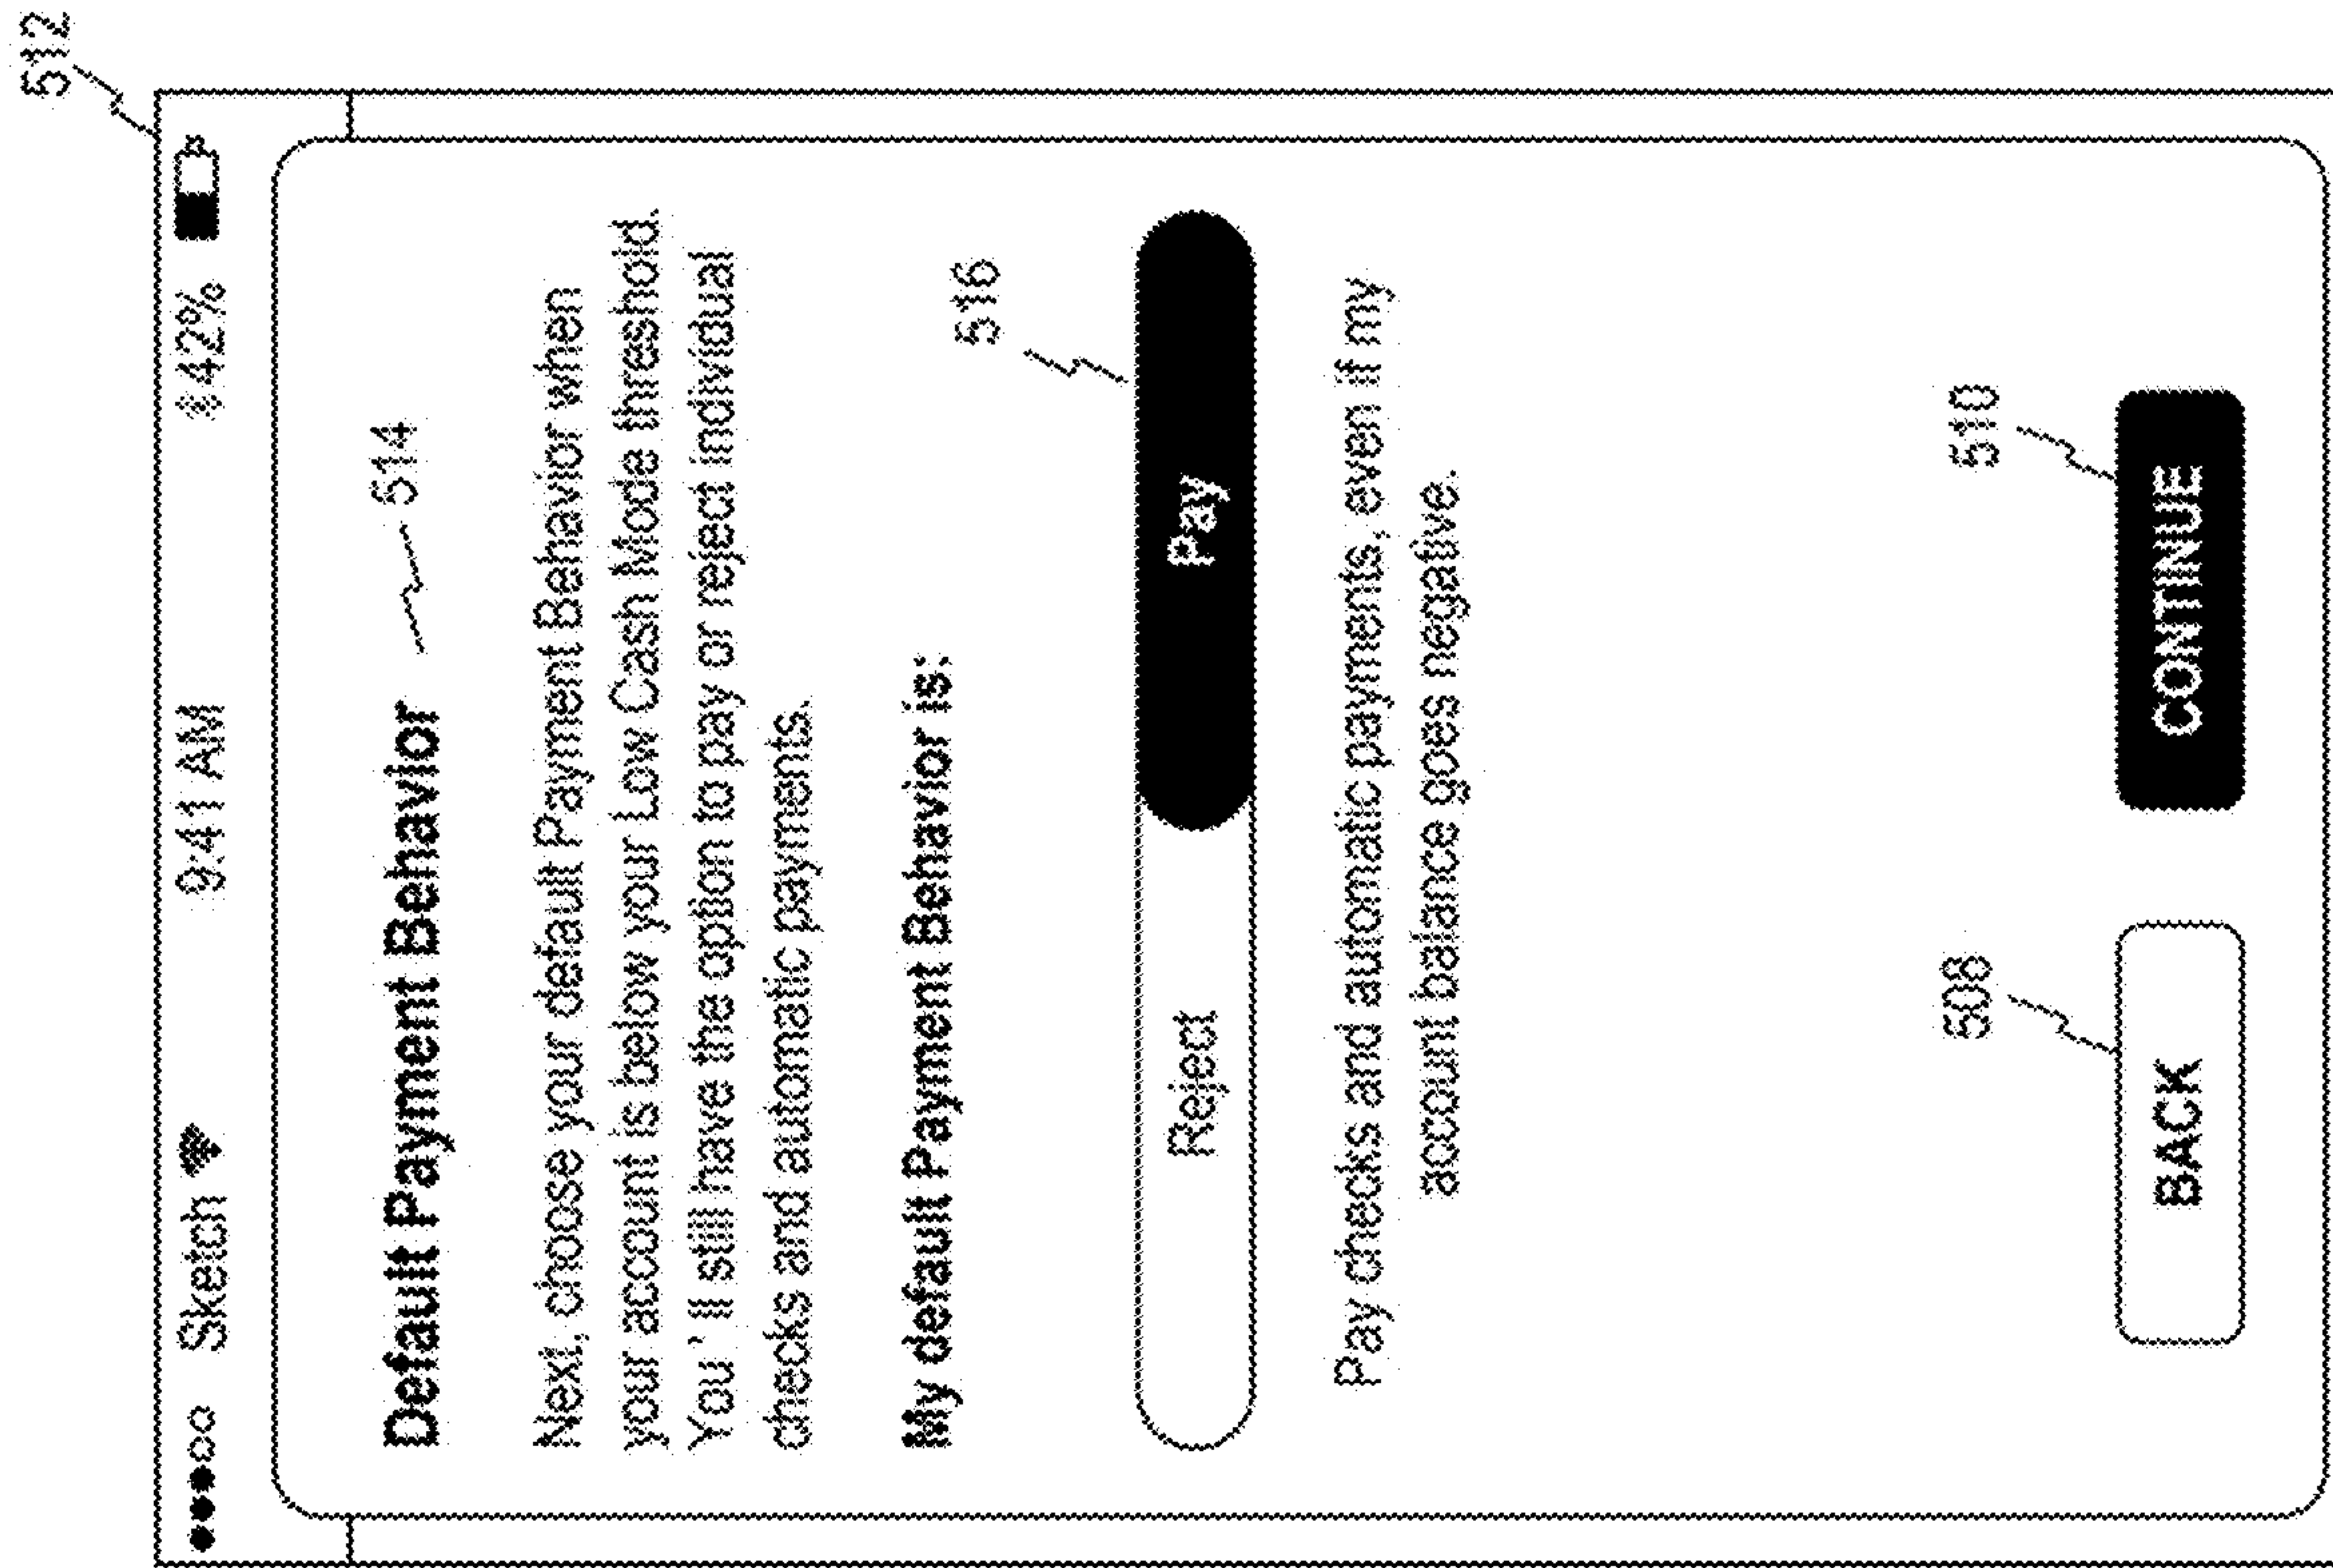 512
Sketch 9:41 AM 42%
Default Payment Behavior 514
Next, choose your default Payment Behavior when
your account is below your Low Cash Mode threshold.
You'll still have the option to pay or reject individual
checks and automatic payments.
My default Payment Behavior is:
516
Reject Pay
Pay checks and automatic payments, even if my
account balance goes negative.
508 510
BACK CONTINUE